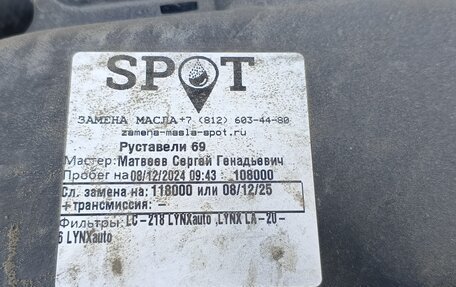 SPOT
ЗАМЕНА МАСЛА +7 (812) 603-44-80
zamena-masla-spot.ru
Руставели 69
Мастер: Матвеев Сергей Генадьевич
Пробег на 08/12/2024 09:43 : 108000
Сл. замена на: 118000 или 08/12/25
+трансмиссия: -
Фильтры: LC-218 LYNXauto ,LYNX LA-20-
5 LYNXauto